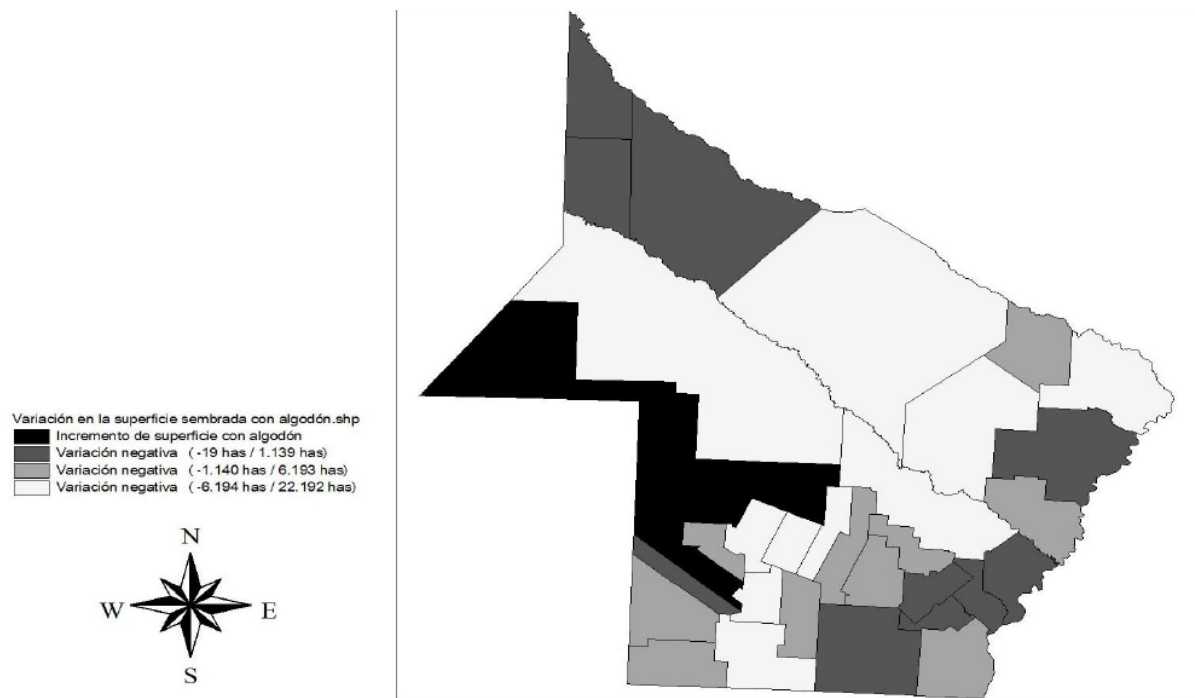 Variación en la superficie sembrada con algodón.shp
Incremento de superficie con algodón
Variación negativa (-19 has / 1.139 has)
Variación negativa (-1.140 has / 6.193 has)
Variación negativa (-6.194 has / 22.192 has)
N
W E
S